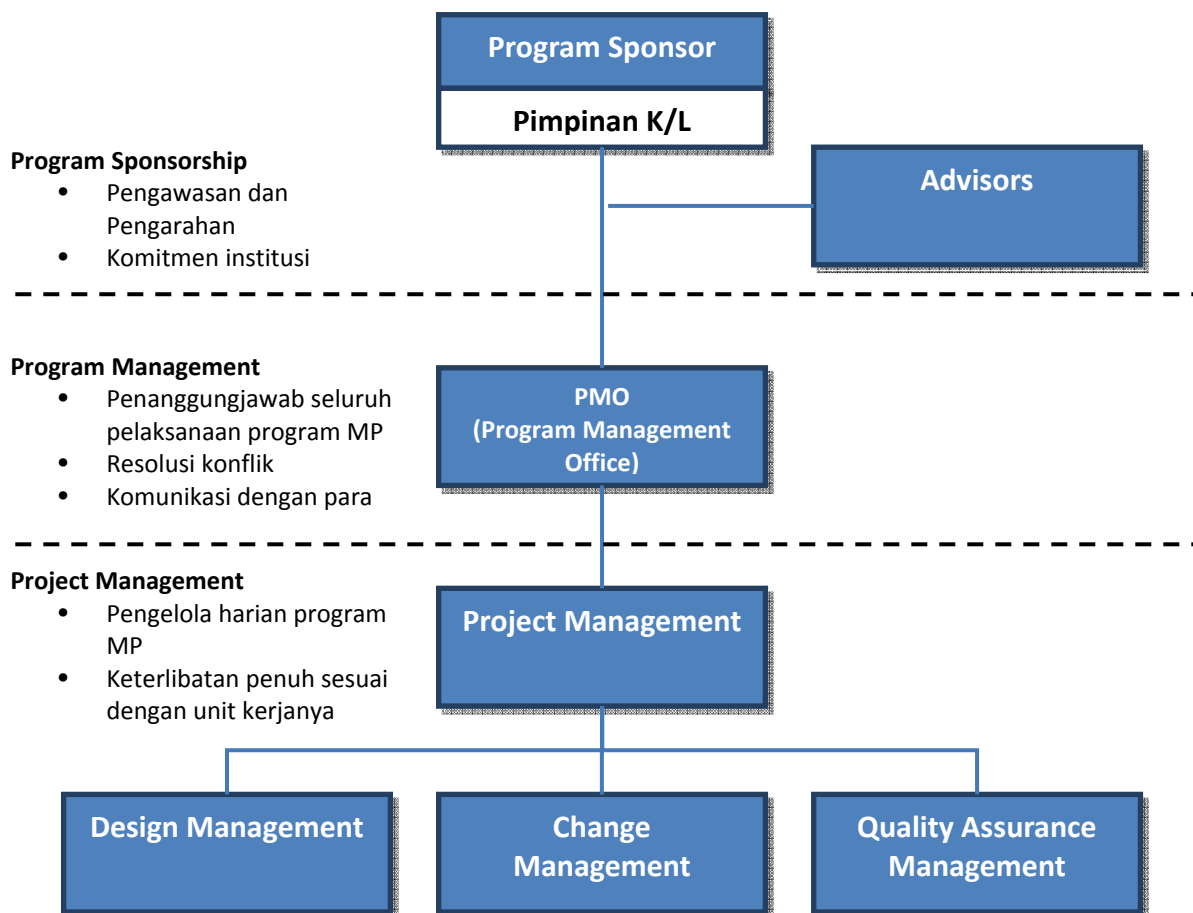 Program Sponsor
Pimpinan K/L
Program Sponsorship
• Pengawasan dan
Pengarahan
• Komitmen institusi
Advisors
Program Management
• Penanggungjawab seluruh
pelaksanaan program MP
• Resolusi konflik
• Komunikasi dengan para
PMO
(Program Management
Office)
Project Management
• Pengelola harian program
MP
• Keterlibatan penuh sesuai
dengan unit kerjanya
Project Management
Design Management
Change
Management
Quality Assurance
Management